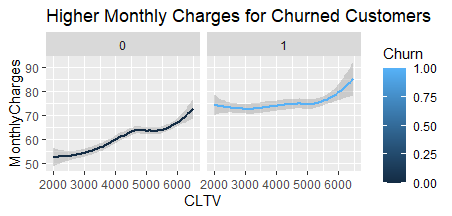 Higher Monthly Charges for Churned Customers
0 1
MonthlyCharges
90
80
70
60
50
2000 3000 4000 5000 6000 2000 3000 4000 5000 6000
CLTV
Churn
1.00
0.75
0.50
0.25
0.00